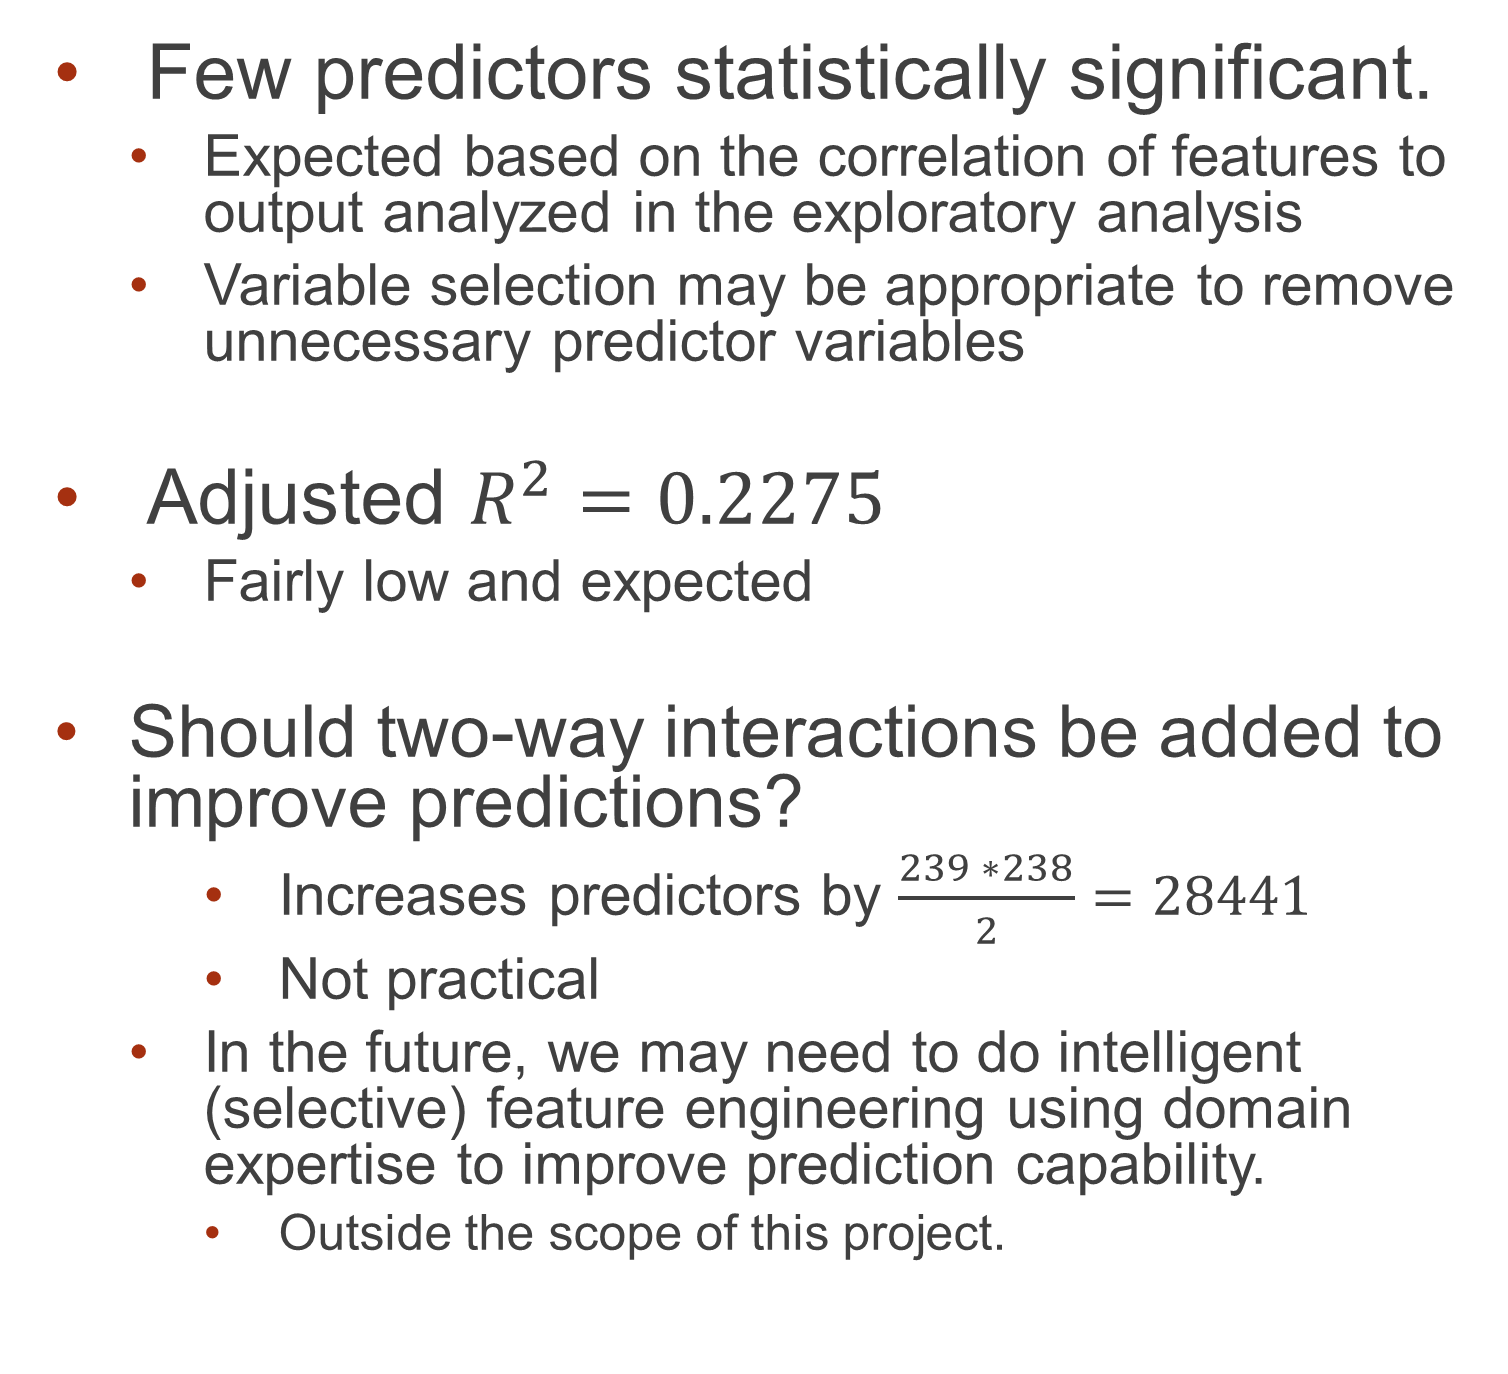 • Few predictors statistically significant.
• Expected based on the correlation of features to
output analyzed in the exploratory analysis
• Variable selection may be appropriate to remove
unnecessary predictor variables
• Adjusted R² = 0.2275
• Fairly low and expected
• Should two-way interactions be added to
improve predictions?
• Increases predictors by (239 *238)/2 = 28441
• Not practical
• In the future, we may need to do intelligent
(selective) feature engineering using domain
expertise to improve prediction capability.
• Outside the scope of this project.